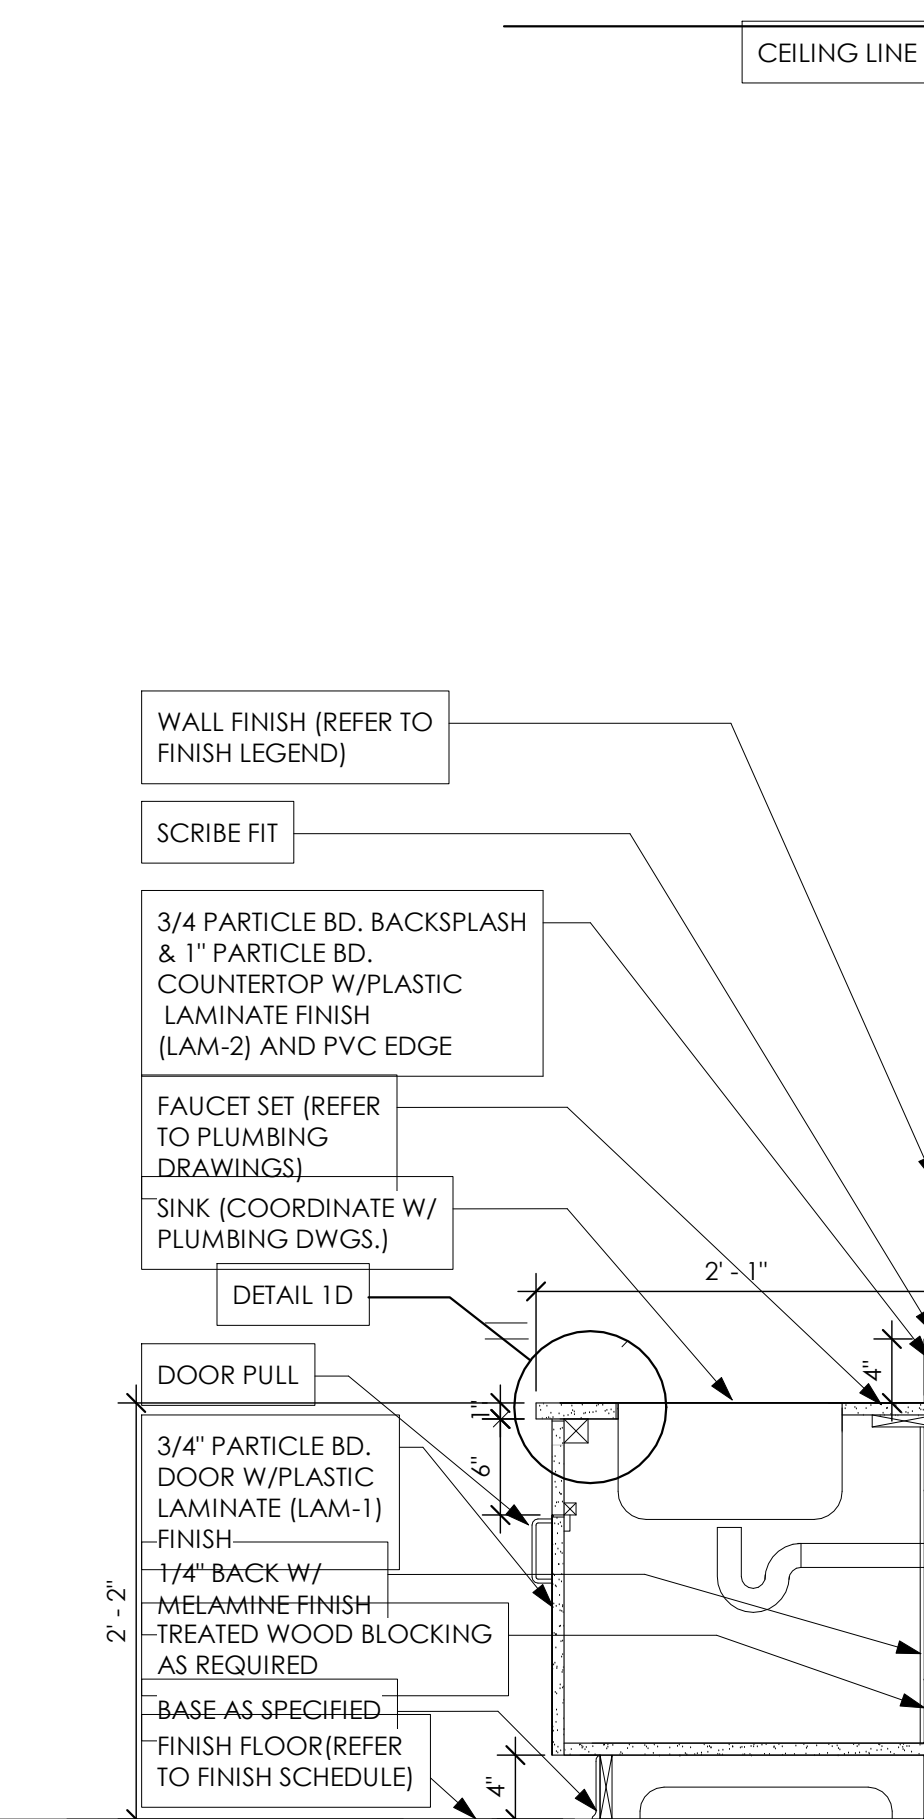 CEILING LINE
WALL FINISH (REFER TO
FINISH LEGEND)
SCRIBE FIT
3/4 PARTICLE BD. BACKSPLASH
& 1" PARTICLE BD.
COUNTERTOP W/PLASTIC
LAMINATE FINISH
(LAM-2) AND PVC EDGE
FAUCET SET (REFER
TO PLUMBING
DRAWINGS)
SINK (COORDINATE W/
PLUMBING DWGS.)
2' - 1"
DETAIL 1D
4"
DOOR PULL
1"
3/4" PARTICLE BD.
DOOR W/PLASTIC
LAMINATE (LAM-1)
FINISH
6"
1/4" BACK W/
MELAMINE FINISH
2' - 2"
TREATED WOOD BLOCKING
AS REQUIRED
BASE AS SPECIFIED
FINISH FLOOR(REFER
TO FINISH SCHEDULE)
4"